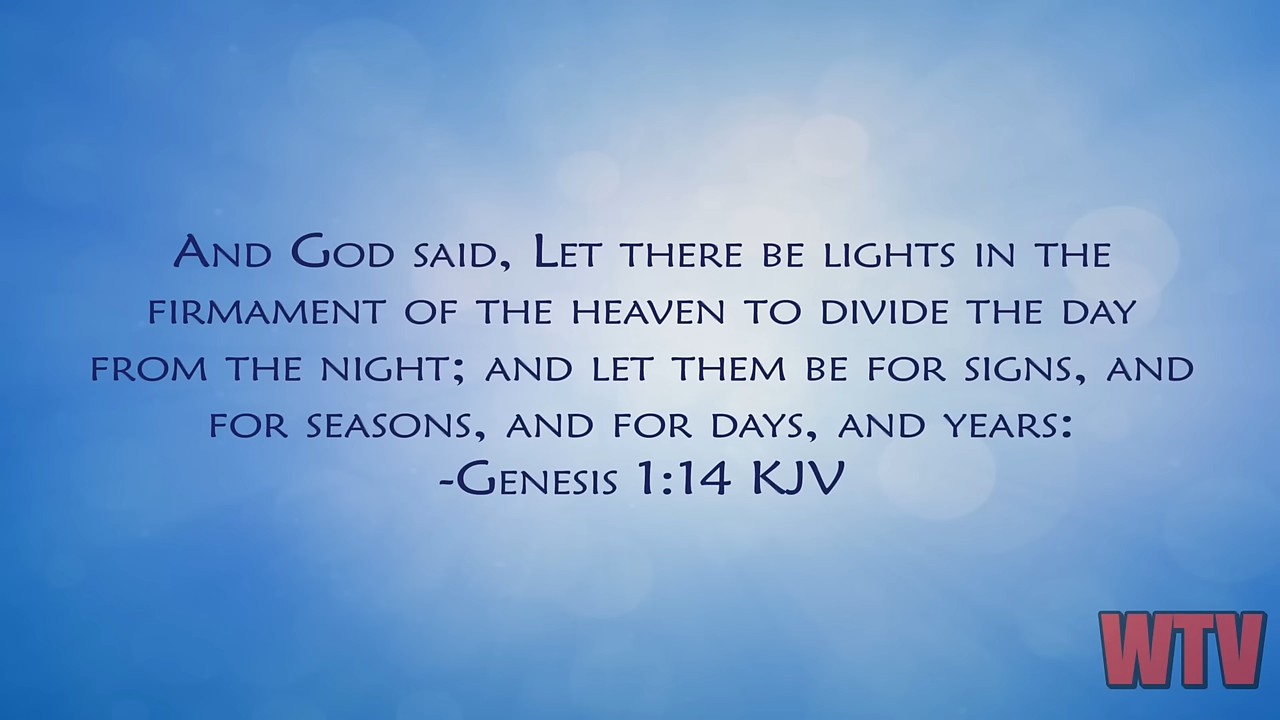 And God said, Let there be lights in the
firmament of the heaven to divide the day
from the night; and let them be for signs, and
for seasons, and for days, and years:
-Genesis 1:14 KJV
WTV